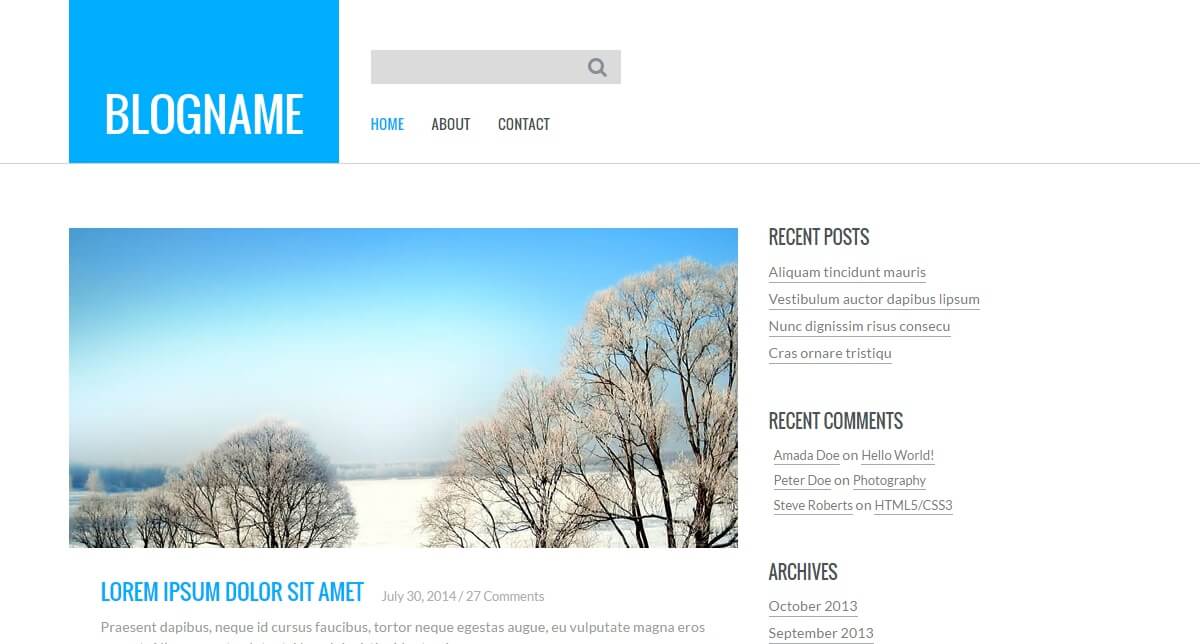 BLOGNAME
HOME ABOUT CONTACT
LOREM IPSUM DOLOR SIT AMET July 30, 2014 / 27 Comments
Praesent dapibus, neque id cursus faucibus, tortor neque egestas augue, eu vulputate magna eros
RECENT POSTS
Aliquam tincidunt mauris
Vestibulum auctor dapibus lipsum
Nunc dignissim risus consecu
Cras ornare tristiqu
RECENT COMMENTS
Amada Doe on Hello World!
Peter Doe on Photography
Steve Roberts on HTML5/CSS3
ARCHIVES
October 2013
September 2013